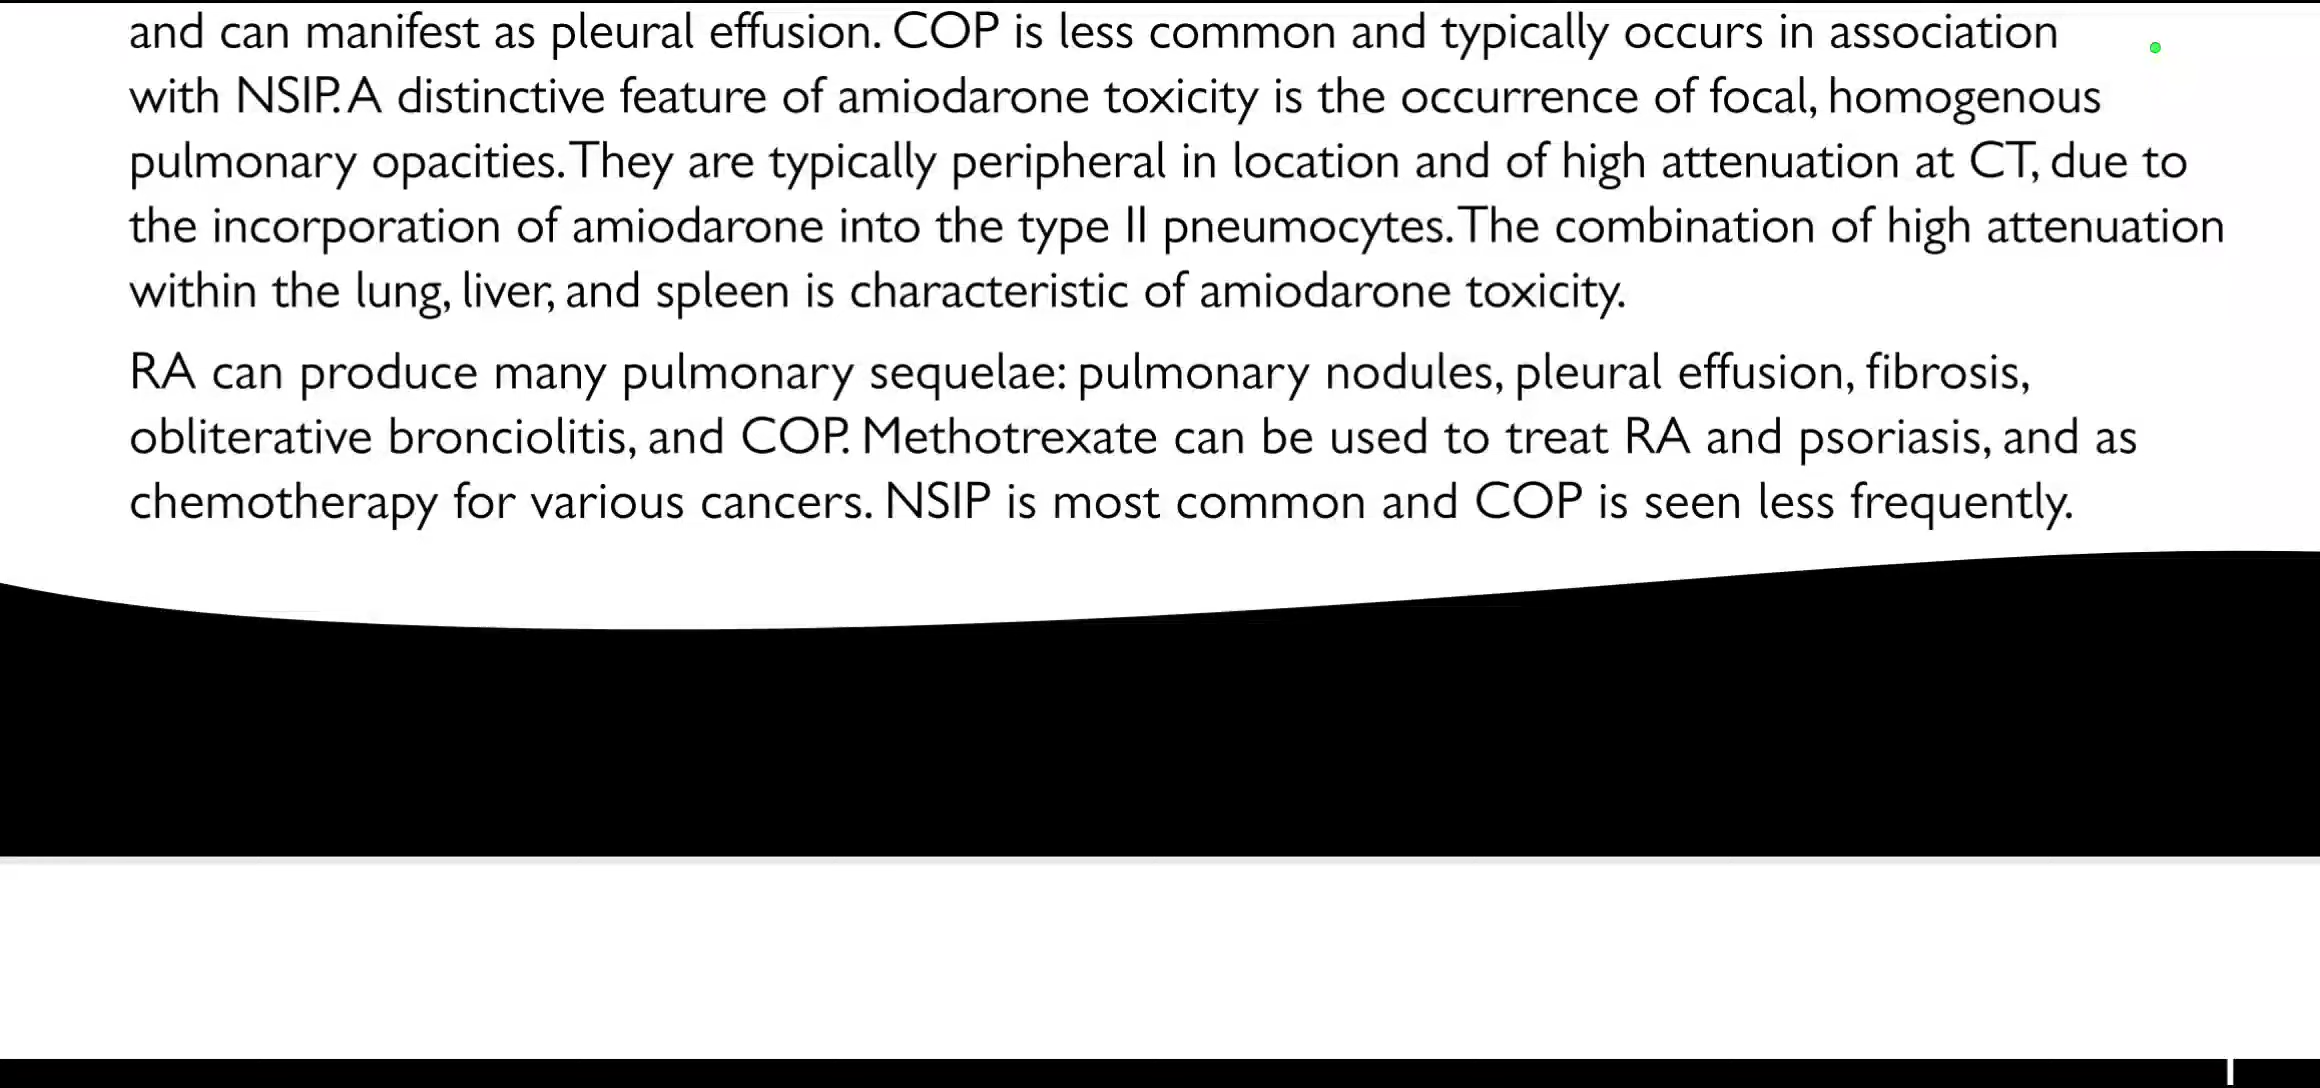 and can manifest as pleural effusion. COP is less common and typically occurs in association
with NSIP. A distinctive feature of amiodarone toxicity is the occurrence of focal, homogenous
pulmonary opacities. They are typically peripheral in location and of high attenuation at CT, due to
the incorporation of amiodarone into the type II pneumocytes. The combination of high attenuation
within the lung, liver, and spleen is characteristic of amiodarone toxicity.
RA can produce many pulmonary sequelae: pulmonary nodules, pleural effusion, fibrosis,
obliterative bronciolitis, and COP. Methotrexate can be used to treat RA and psoriasis, and as
chemotherapy for various cancers. NSIP is most common and COP is seen less frequently.